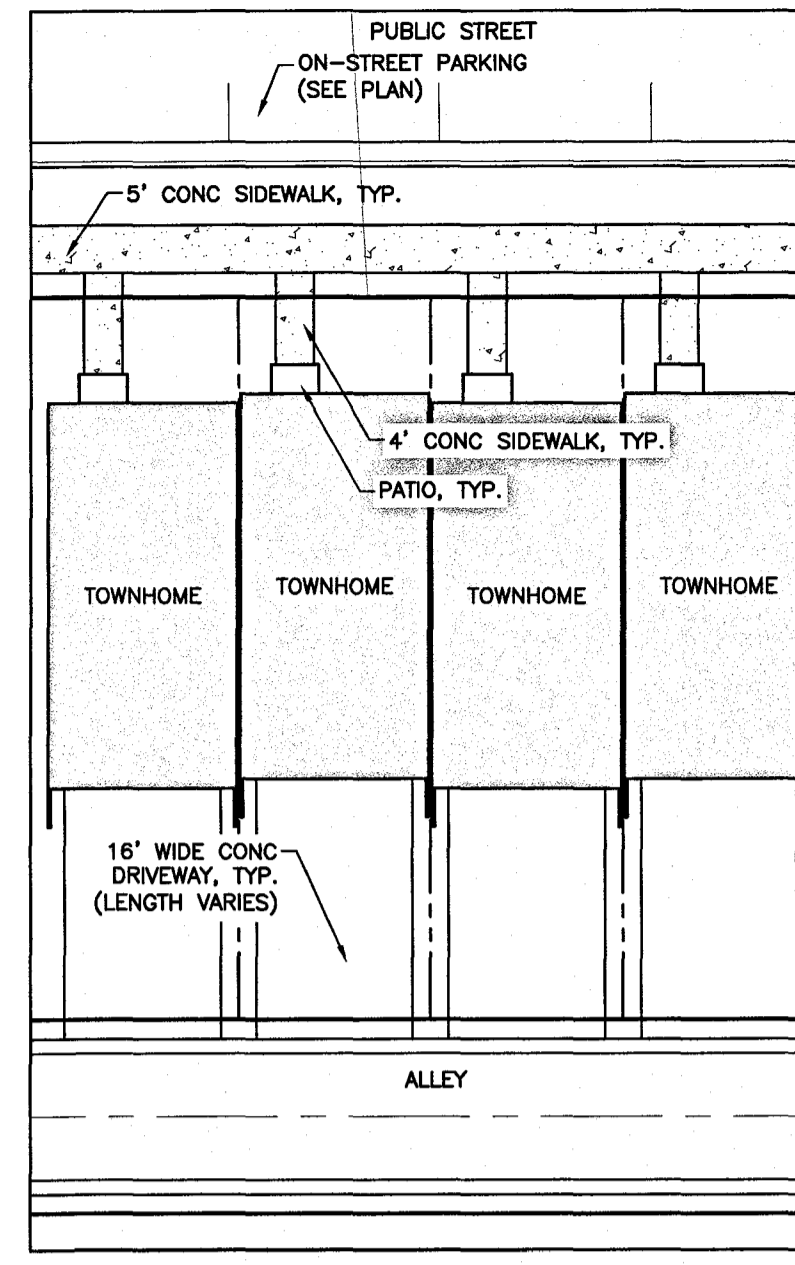 PUBLIC STREET
ON-STREET PARKING
(SEE PLAN)
5' CONC SIDEWALK, TYP.
4' CONC SIDEWALK, TYP.
PATIO, TYP.
TOWNHOME
TOWNHOME
TOWNHOME
TOWNHOME
16' WIDE CONC
DRIVEWAY, TYP.
(LENGTH VARIES)
ALLEY